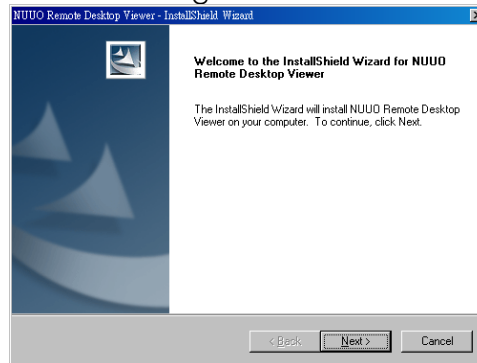 NUUO Remote Desktop Viewer - InstallShield Wizard
Welcome to the InstallShield Wizard for NUUO
Remote Desktop Viewer
The InstallShield Wizard will install NUUO Remote Desktop
Viewer on your computer. To continue, click Next.
< Back Next > Cancel